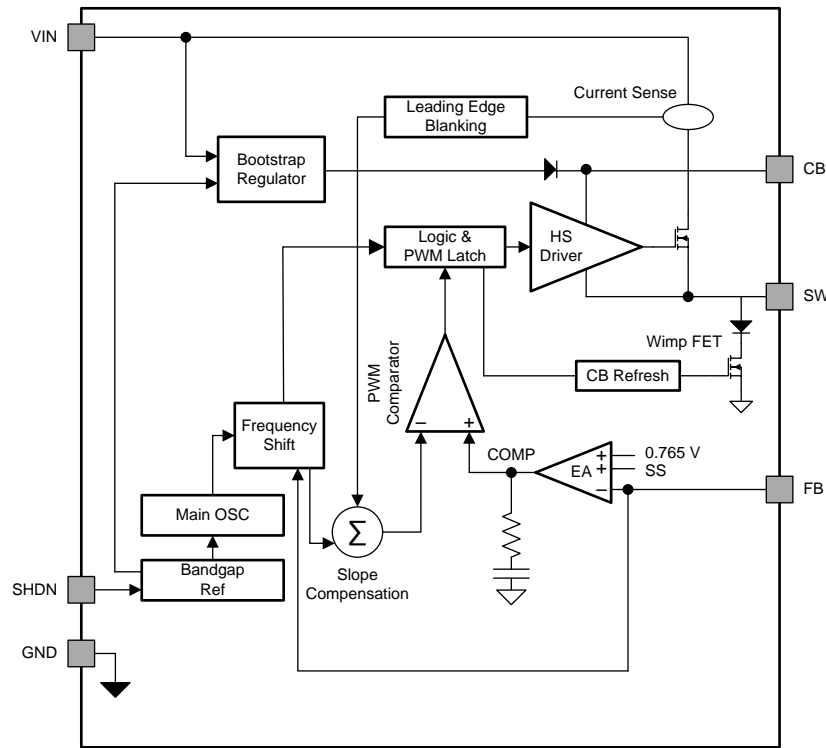 VIN
Current Sense
Leading Edge
Blanking
Bootstrap
Regulator
CB
Logic &
PWM Latch
HS
Driver
SW
Wimp FET
CB Refresh
PWM
Comparator
Frequency
Shift
− +
COMP
EA
+
+
−
0.765 V
SS
FB
Main OSC
Σ
Bandgap
Ref
SHDN
Slope
Compensation
GND